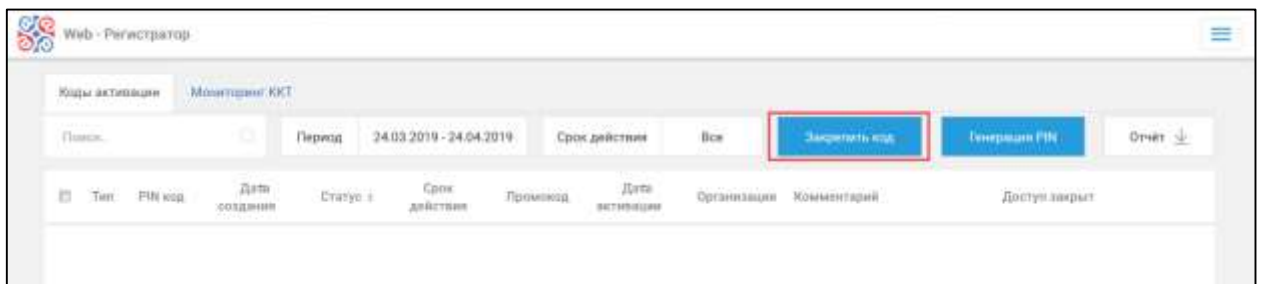 Web - Регистратор
Коды активации Мониторинг ККТ
Поиск... Период 24.03.2019 - 24.04.2019 Срок действия Все Закрепить код Генерация PIN Отчёт
Тип PIN код Дата создания Статус Срок действия Промокод Дата активации Организация Комментарий Доступ закрыт